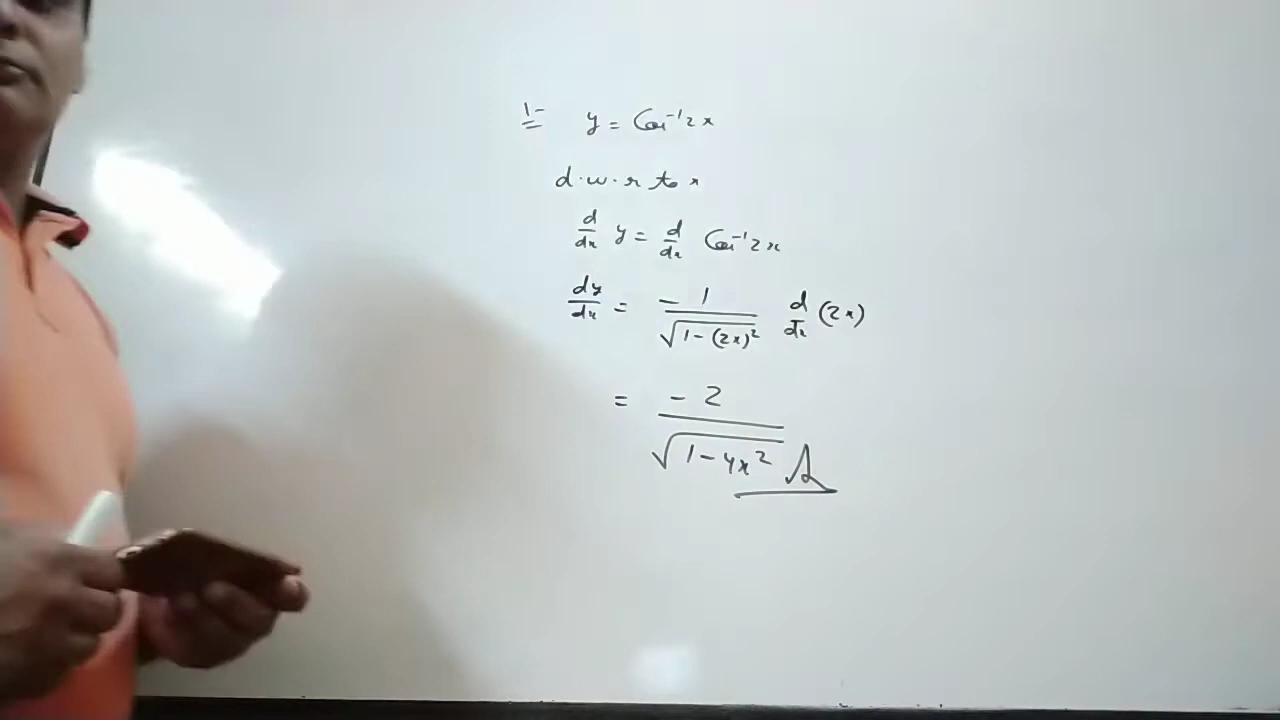 1- y = Cos⁻¹2x
d.w.r to x
d/dx y = d/dx Cos⁻¹2x
dy/dx = -1/√(1-(2x)²) d/dx (2x)
= -2/√(1-4x²)